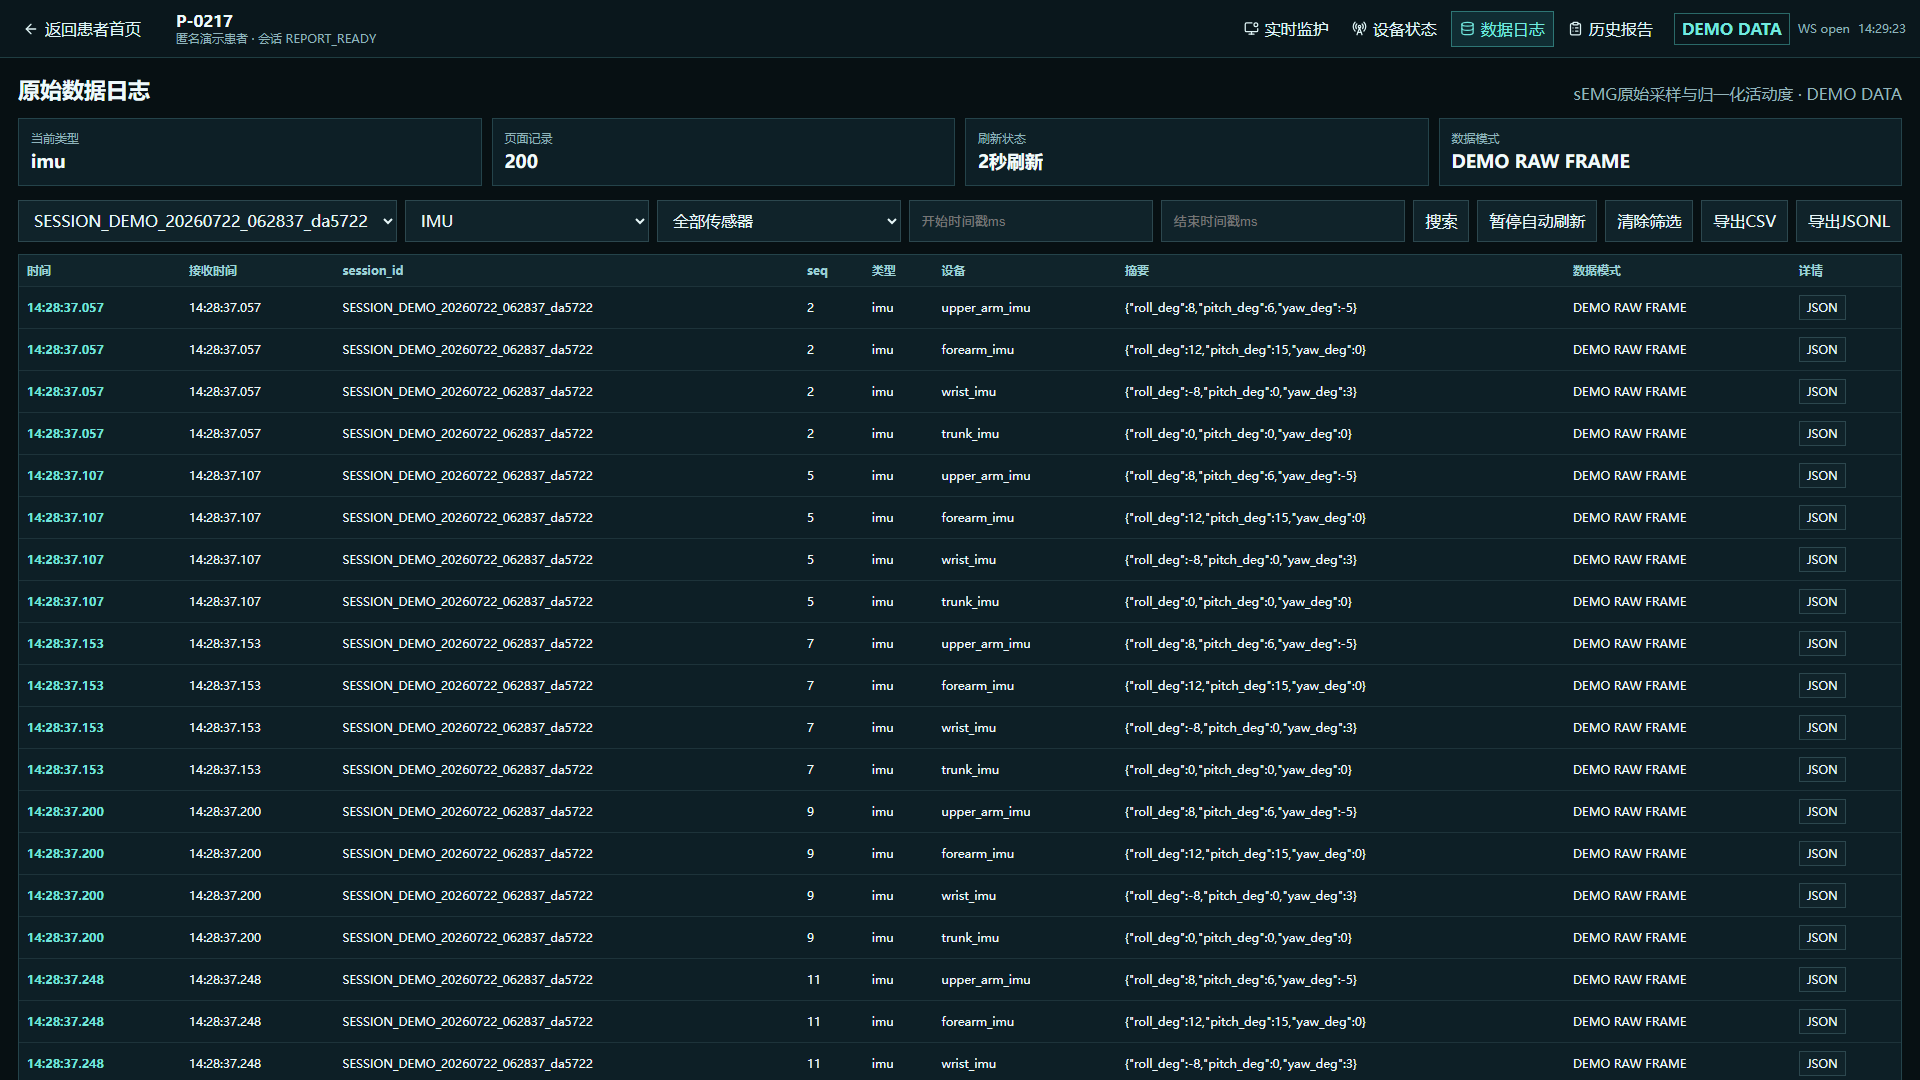 返回患者首页
P-0217
匿名演示患者 · 会话 REPORT_READY
实时监护
设备状态
数据日志
历史报告
DEMO DATA
WS open 14:29:23
原始数据日志
sEMG原始采样与归一化活动度 · DEMO DATA
当前类型
imu
页面记录
200
刷新状态
2秒刷新
数据模式
DEMO RAW FRAME
SESSION_DEMO_20260722_062837_da5722
IMU
全部传感器
开始时间戳ms
结束时间戳ms
搜索
暂停自动刷新
清除筛选
导出CSV
导出JSONL
时间 接收时间 session_id seq 类型 设备 摘要 数据模式 详情
14:28:37.057 14:28:37.057 SESSION_DEMO_20260722_062837_da5722 2 imu upper_arm_imu {"roll_deg":8,"pitch_deg":6,"yaw_deg":-5} DEMO RAW FRAME JSON
14:28:37.057 14:28:37.057 SESSION_DEMO_20260722_062837_da5722 2 imu forearm_imu {"roll_deg":12,"pitch_deg":15,"yaw_deg":0} DEMO RAW FRAME JSON
14:28:37.057 14:28:37.057 SESSION_DEMO_20260722_062837_da5722 2 imu wrist_imu {"roll_deg":-8,"pitch_deg":0,"yaw_deg":3} DEMO RAW FRAME JSON
14:28:37.057 14:28:37.057 SESSION_DEMO_20260722_062837_da5722 2 imu trunk_imu {"roll_deg":0,"pitch_deg":0,"yaw_deg":0} DEMO RAW FRAME JSON
14:28:37.107 14:28:37.107 SESSION_DEMO_20260722_062837_da5722 5 imu upper_arm_imu {"roll_deg":8,"pitch_deg":6,"yaw_deg":-5} DEMO RAW FRAME JSON
14:28:37.107 14:28:37.107 SESSION_DEMO_20260722_062837_da5722 5 imu forearm_imu {"roll_deg":12,"pitch_deg":15,"yaw_deg":0} DEMO RAW FRAME JSON
14:28:37.107 14:28:37.107 SESSION_DEMO_20260722_062837_da5722 5 imu wrist_imu {"roll_deg":-8,"pitch_deg":0,"yaw_deg":3} DEMO RAW FRAME JSON
14:28:37.107 14:28:37.107 SESSION_DEMO_20260722_062837_da5722 5 imu trunk_imu {"roll_deg":0,"pitch_deg":0,"yaw_deg":0} DEMO RAW FRAME JSON
14:28:37.153 14:28:37.153 SESSION_DEMO_20260722_062837_da5722 7 imu upper_arm_imu {"roll_deg":8,"pitch_deg":6,"yaw_deg":-5} DEMO RAW FRAME JSON
14:28:37.153 14:28:37.153 SESSION_DEMO_20260722_062837_da5722 7 imu forearm_imu {"roll_deg":12,"pitch_deg":15,"yaw_deg":0} DEMO RAW FRAME JSON
14:28:37.153 14:28:37.153 SESSION_DEMO_20260722_062837_da5722 7 imu wrist_imu {"roll_deg":-8,"pitch_deg":0,"yaw_deg":3} DEMO RAW FRAME JSON
14:28:37.153 14:28:37.153 SESSION_DEMO_20260722_062837_da5722 7 imu trunk_imu {"roll_deg":0,"pitch_deg":0,"yaw_deg":0} DEMO RAW FRAME JSON
14:28:37.200 14:28:37.200 SESSION_DEMO_20260722_062837_da5722 9 imu upper_arm_imu {"roll_deg":8,"pitch_deg":6,"yaw_deg":-5} DEMO RAW FRAME JSON
14:28:37.200 14:28:37.200 SESSION_DEMO_20260722_062837_da5722 9 imu forearm_imu {"roll_deg":12,"pitch_deg":15,"yaw_deg":0} DEMO RAW FRAME JSON
14:28:37.200 14:28:37.200 SESSION_DEMO_20260722_062837_da5722 9 imu wrist_imu {"roll_deg":-8,"pitch_deg":0,"yaw_deg":3} DEMO RAW FRAME JSON
14:28:37.200 14:28:37.200 SESSION_DEMO_20260722_062837_da5722 9 imu trunk_imu {"roll_deg":0,"pitch_deg":0,"yaw_deg":0} DEMO RAW FRAME JSON
14:28:37.248 14:28:37.248 SESSION_DEMO_20260722_062837_da5722 11 imu upper_arm_imu {"roll_deg":8,"pitch_deg":6,"yaw_deg":-5} DEMO RAW FRAME JSON
14:28:37.248 14:28:37.248 SESSION_DEMO_20260722_062837_da5722 11 imu forearm_imu {"roll_deg":12,"pitch_deg":15,"yaw_deg":0} DEMO RAW FRAME JSON
14:28:37.248 14:28:37.248 SESSION_DEMO_20260722_062837_da5722 11 imu wrist_imu {"roll_deg":-8,"pitch_deg":0,"yaw_deg":3} DEMO RAW FRAME JSON